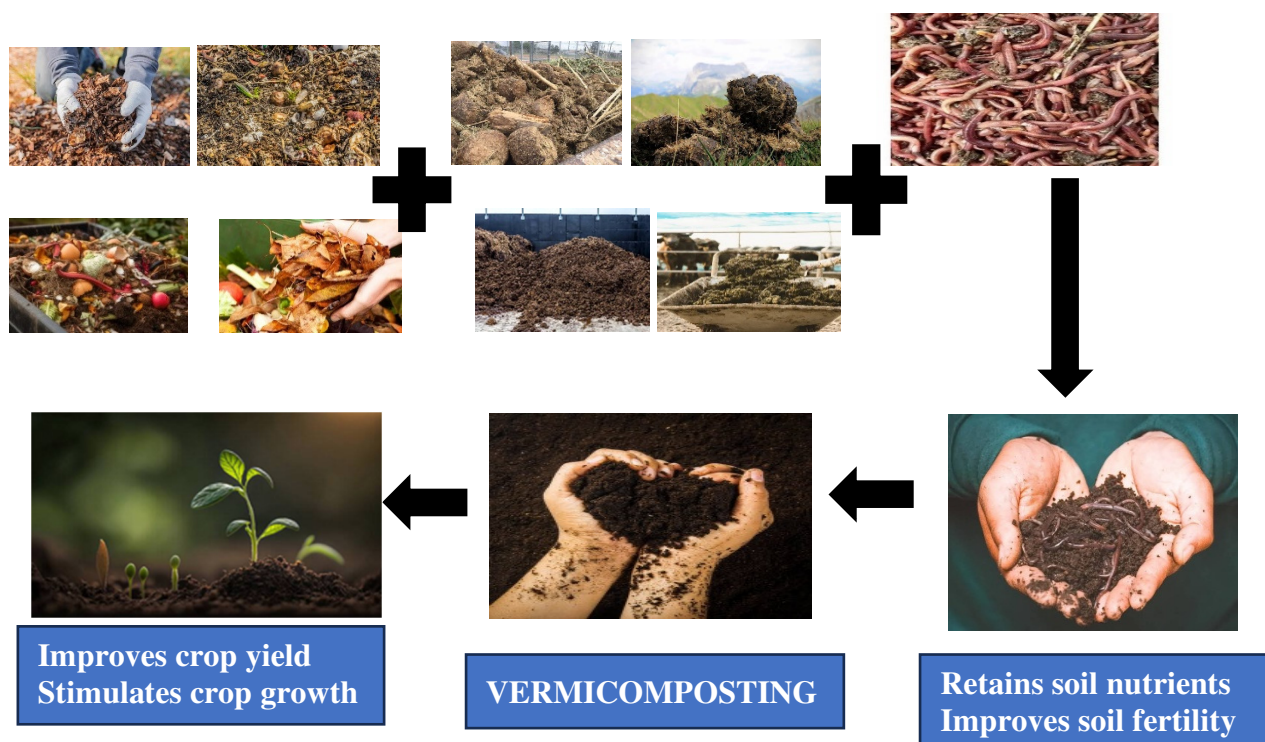 Improves crop yield
Stimulates crop growth
VERMICOMPOSTING
Retains soil nutrients
Improves soil fertility